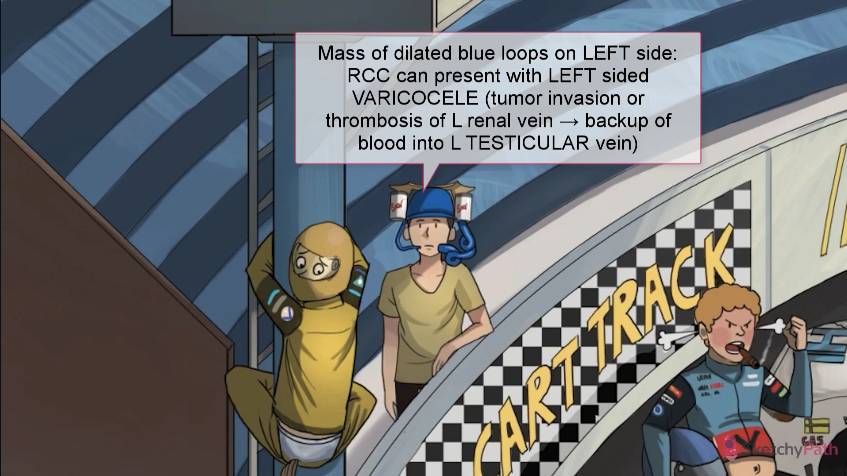 Mass of dilated blue loops on LEFT side:
RCC can present with LEFT sided
VARICOCELE (tumor invasion or
thrombosis of L renal vein → backup of
blood into L TESTICULAR vein)
CART TRACK
GAS
SketchyPath